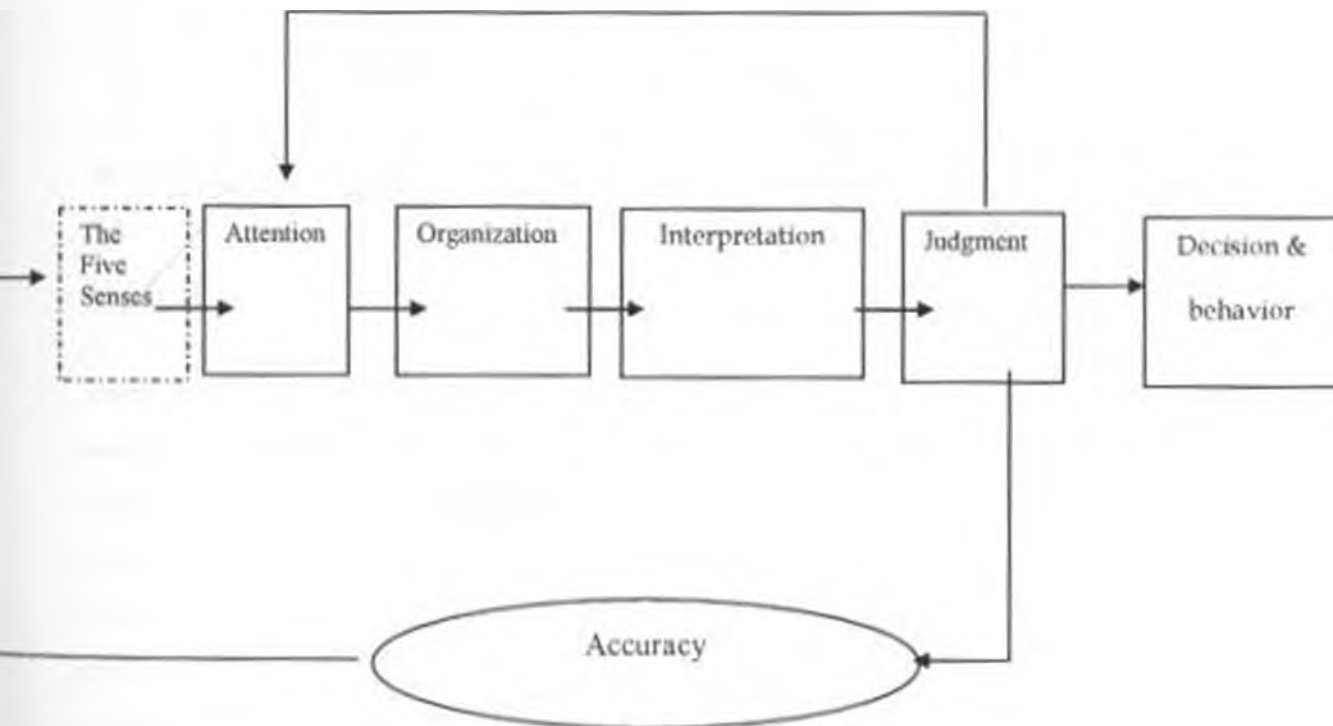 The
Five
Senses
Attention
Organization
Interpretation
Judgment
Decision &
behavior
Accuracy